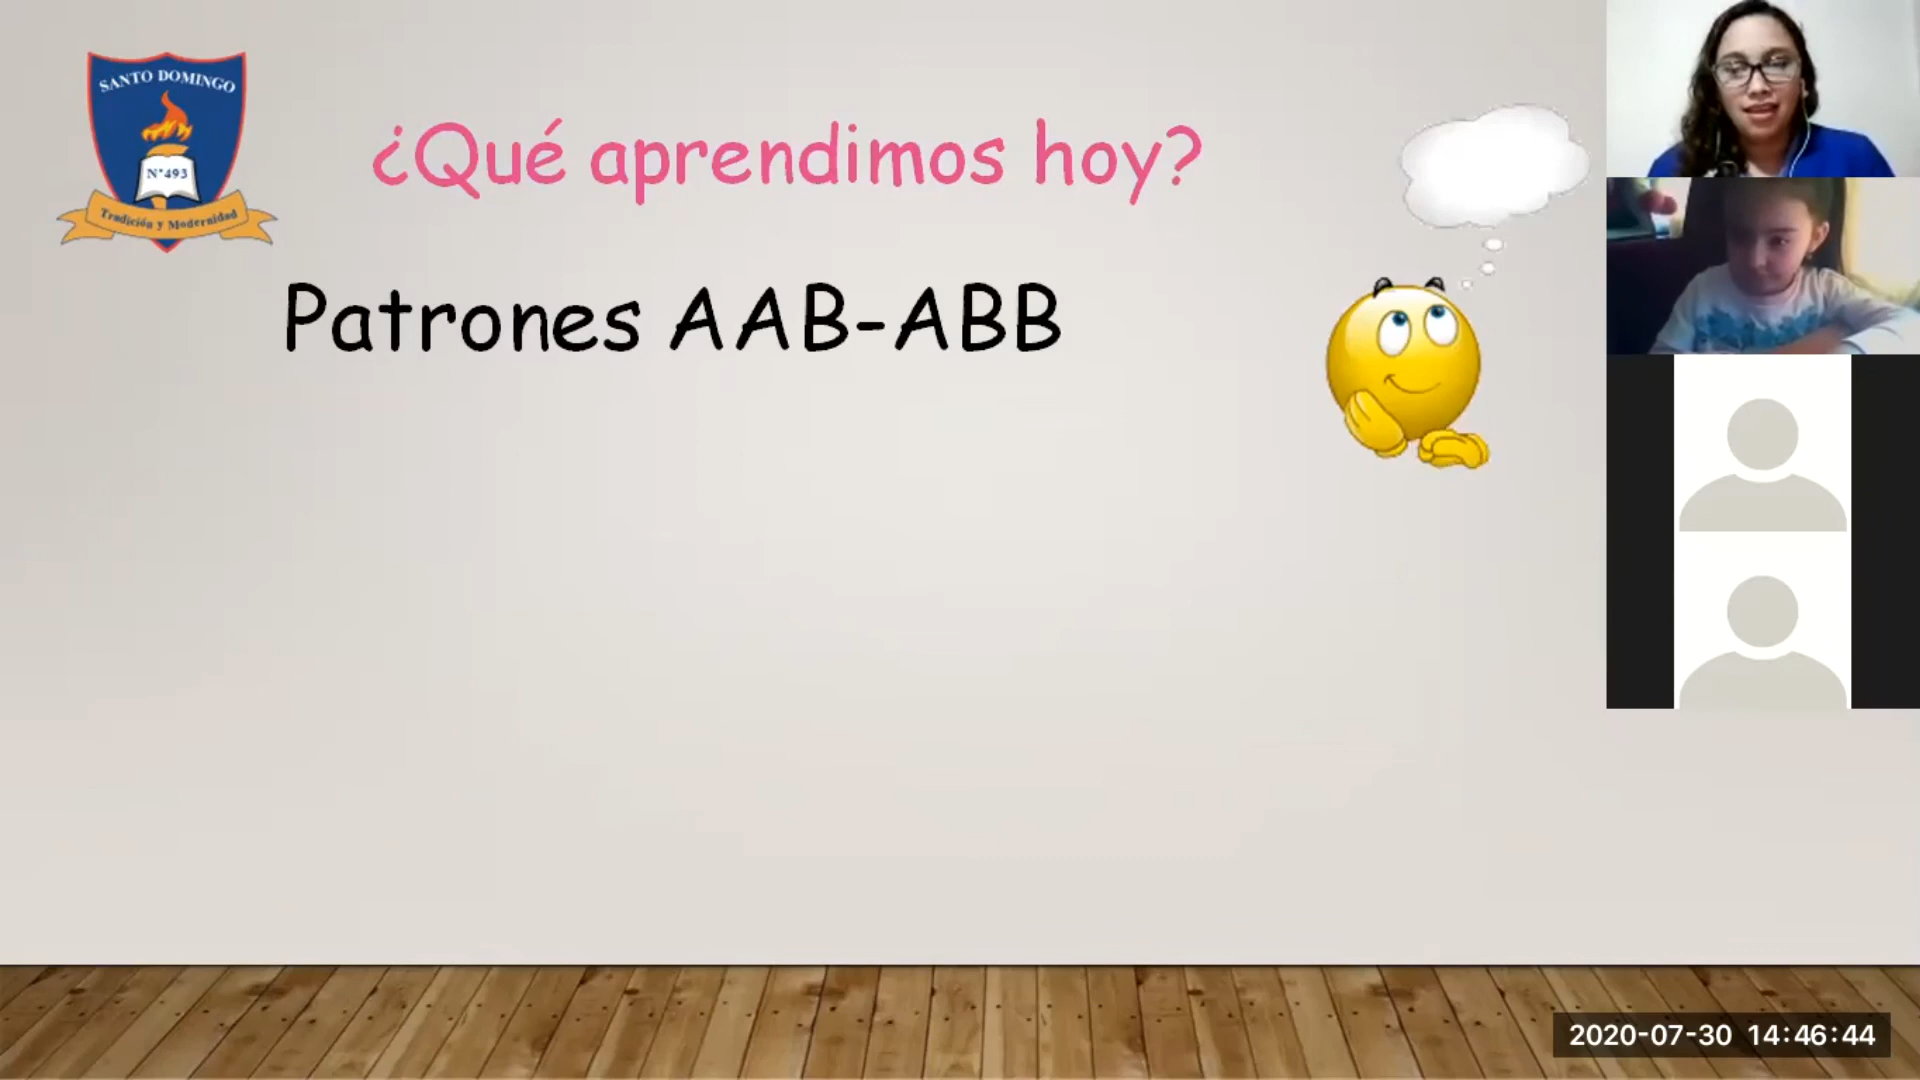 SANTO DOMINGO
N°493
Tradición y Modernidad
¿Qué aprendimos hoy?
Patrones AAB-ABB
2020-07-30 14:46:44